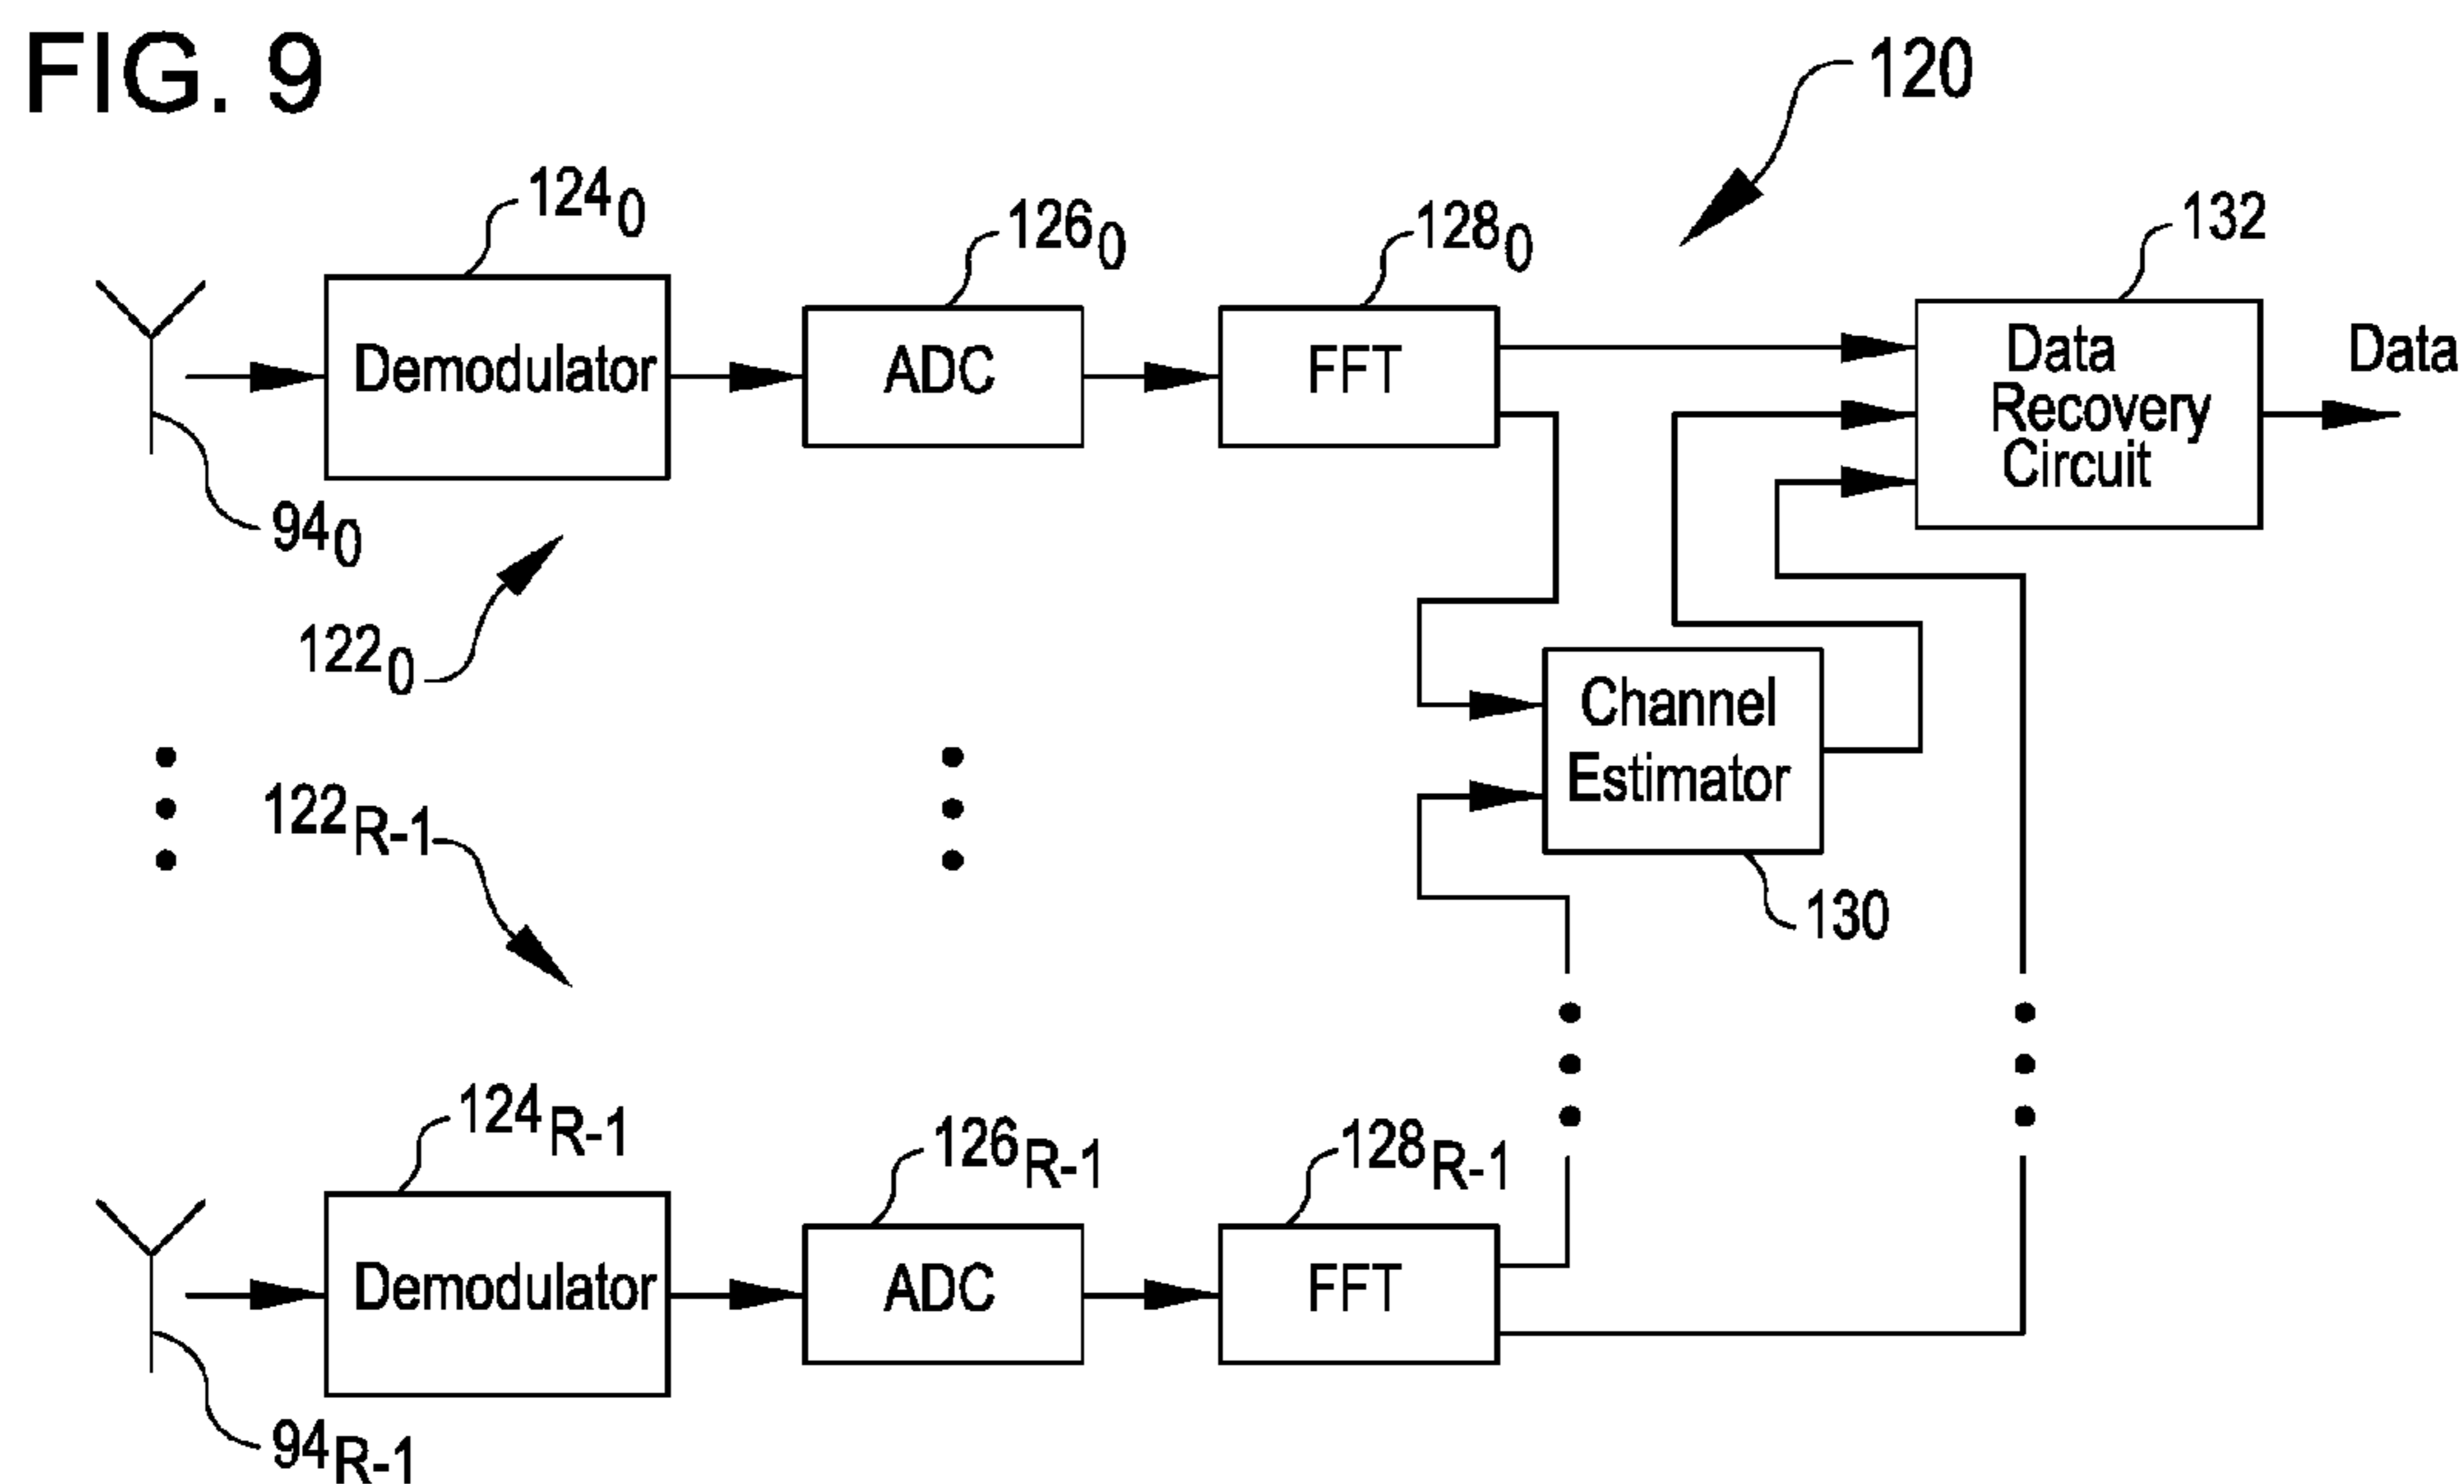 FIG. 9
120
124₀
126₀
128₀
132
Demodulator
ADC
FFT
Data
Recovery
Circuit
Data
94₀
122₀
Channel
Estimator
122R-1
130
124R-1
126R-1
128R-1
Demodulator
ADC
FFT
94R-1